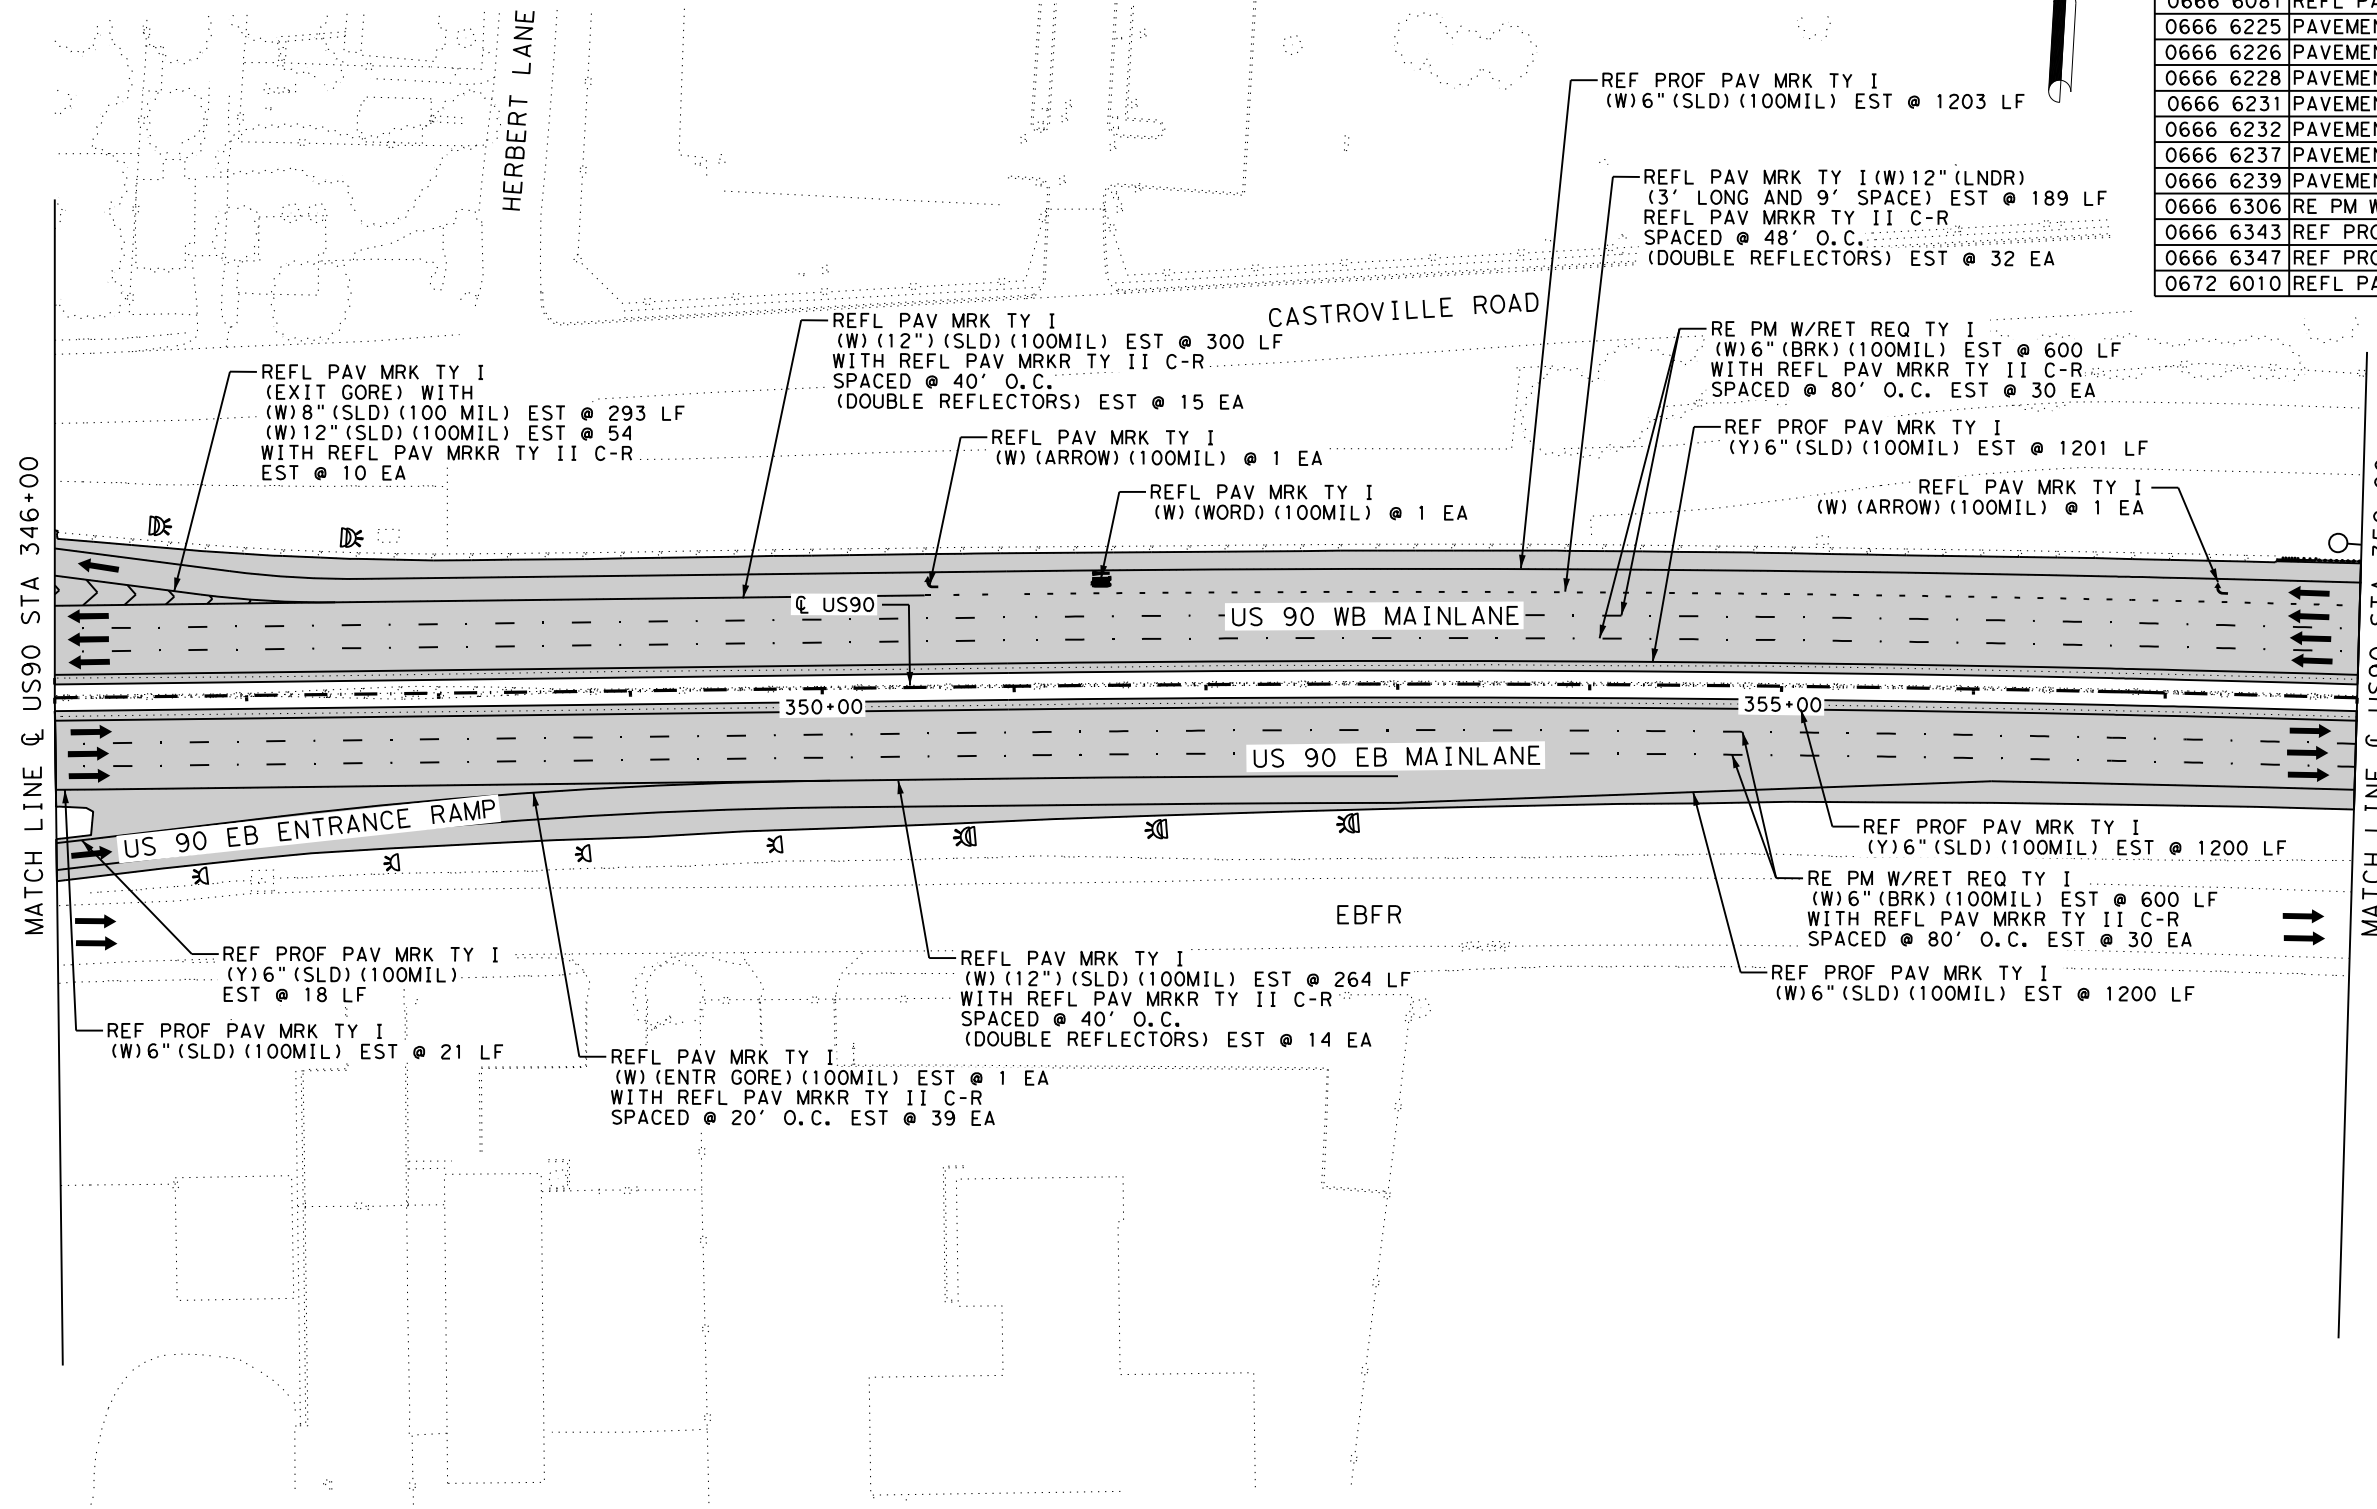 0666 6225 PAVEMEN
0666 6226 PAVEMEN
0666 6228 PAVEMEN
0666 6231 PAVEMEN
0666 6232 PAVEMEN
0666 6237 PAVEMEN
0666 6239 PAVEMEN
0666 6306 RE PM W
0666 6343 REF PRO
0666 6347 REF PRO
0672 6010 REFL PA
HERBERT LANE
REF PROF PAV MRK TY I
(W)6"(SLD)(100MIL) EST @ 1203 LF
REFL PAV MRK TY I(W)12"(LNDR)
(3' LONG AND 9' SPACE) EST @ 189 LF
REFL PAV MRKR TY II C-R
SPACED @ 48' O.C.
(DOUBLE REFLECTORS) EST @ 32 EA
CASTROVILLE ROAD
REFL PAV MRK TY I
(W)(12")(SLD)(100MIL) EST @ 300 LF
WITH REFL PAV MRKR TY II C-R
SPACED @ 40' O.C.
(DOUBLE REFLECTORS) EST @ 15 EA
RE PM W/RET REQ TY I
(W)6"(BRK)(100MIL) EST @ 600 LF
WITH REFL PAV MRKR TY II C-R
SPACED @ 80' O.C. EST @ 30 EA
REFL PAV MRK TY I
(EXIT GORE) WITH
(W)8"(SLD)(100 MIL) EST @ 293 LF
(W)12"(SLD)(100MIL) EST @ 54
WITH REFL PAV MRKR TY II C-R
EST @ 10 EA
REFL PAV MRK TY I
(W)(ARROW)(100MIL) @ 1 EA
REF PROF PAV MRK TY I
(Y)6"(SLD)(100MIL) EST @ 1201 LF
REFL PAV MRK TY I
(W)(WORD)(100MIL) @ 1 EA
REFL PAV MRK TY I
(W)(ARROW)(100MIL) @ 1 EA
MATCH LINE ℄ US90 STA 346+00
℄ US90
US 90 WB MAINLANE
350+00
355+00
US 90 EB MAINLANE
US 90 EB ENTRANCE RAMP
MATCH LINE ℄ US90 STA
REF PROF PAV MRK TY I
(Y)6"(SLD)(100MIL) EST @ 1200 LF
RE PM W/RET REQ TY I
(W)6"(BRK)(100MIL) EST @ 600 LF
WITH REFL PAV MRKR TY II C-R
SPACED @ 80' O.C. EST @ 30 EA
EBFR
REF PROF PAV MRK TY I
(Y)6"(SLD)(100MIL)
EST @ 18 LF
REFL PAV MRK TY I
(W)(12")(SLD)(100MIL) EST @ 264 LF
WITH REFL PAV MRKR TY II C-R
SPACED @ 40' O.C.
(DOUBLE REFLECTORS) EST @ 14 EA
REF PROF PAV MRK TY I
(W)6"(SLD)(100MIL) EST @ 1200 LF
REF PROF PAV MRK TY I
(W)6"(SLD)(100MIL) EST @ 21 LF
REFL PAV MRK TY I
(W)(ENTR GORE)(100MIL) EST @ 1 EA
WITH REFL PAV MRKR TY II C-R
SPACED @ 20' O.C. EST @ 39 EA